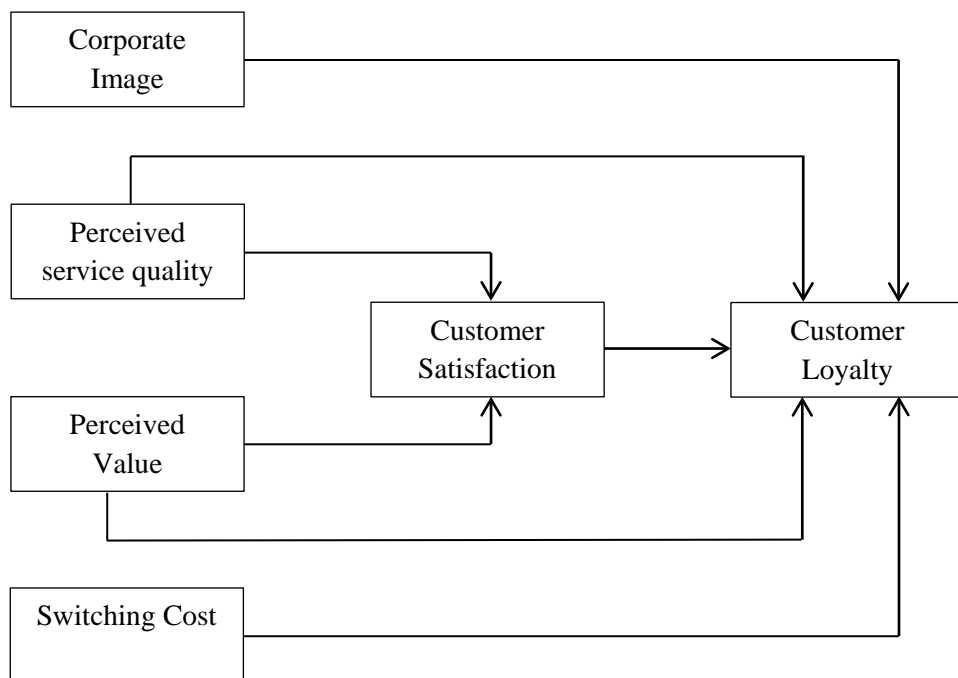 Corporate
Image
Perceived
service quality
Customer
Satisfaction
Customer
Loyalty
Perceived
Value
Switching Cost